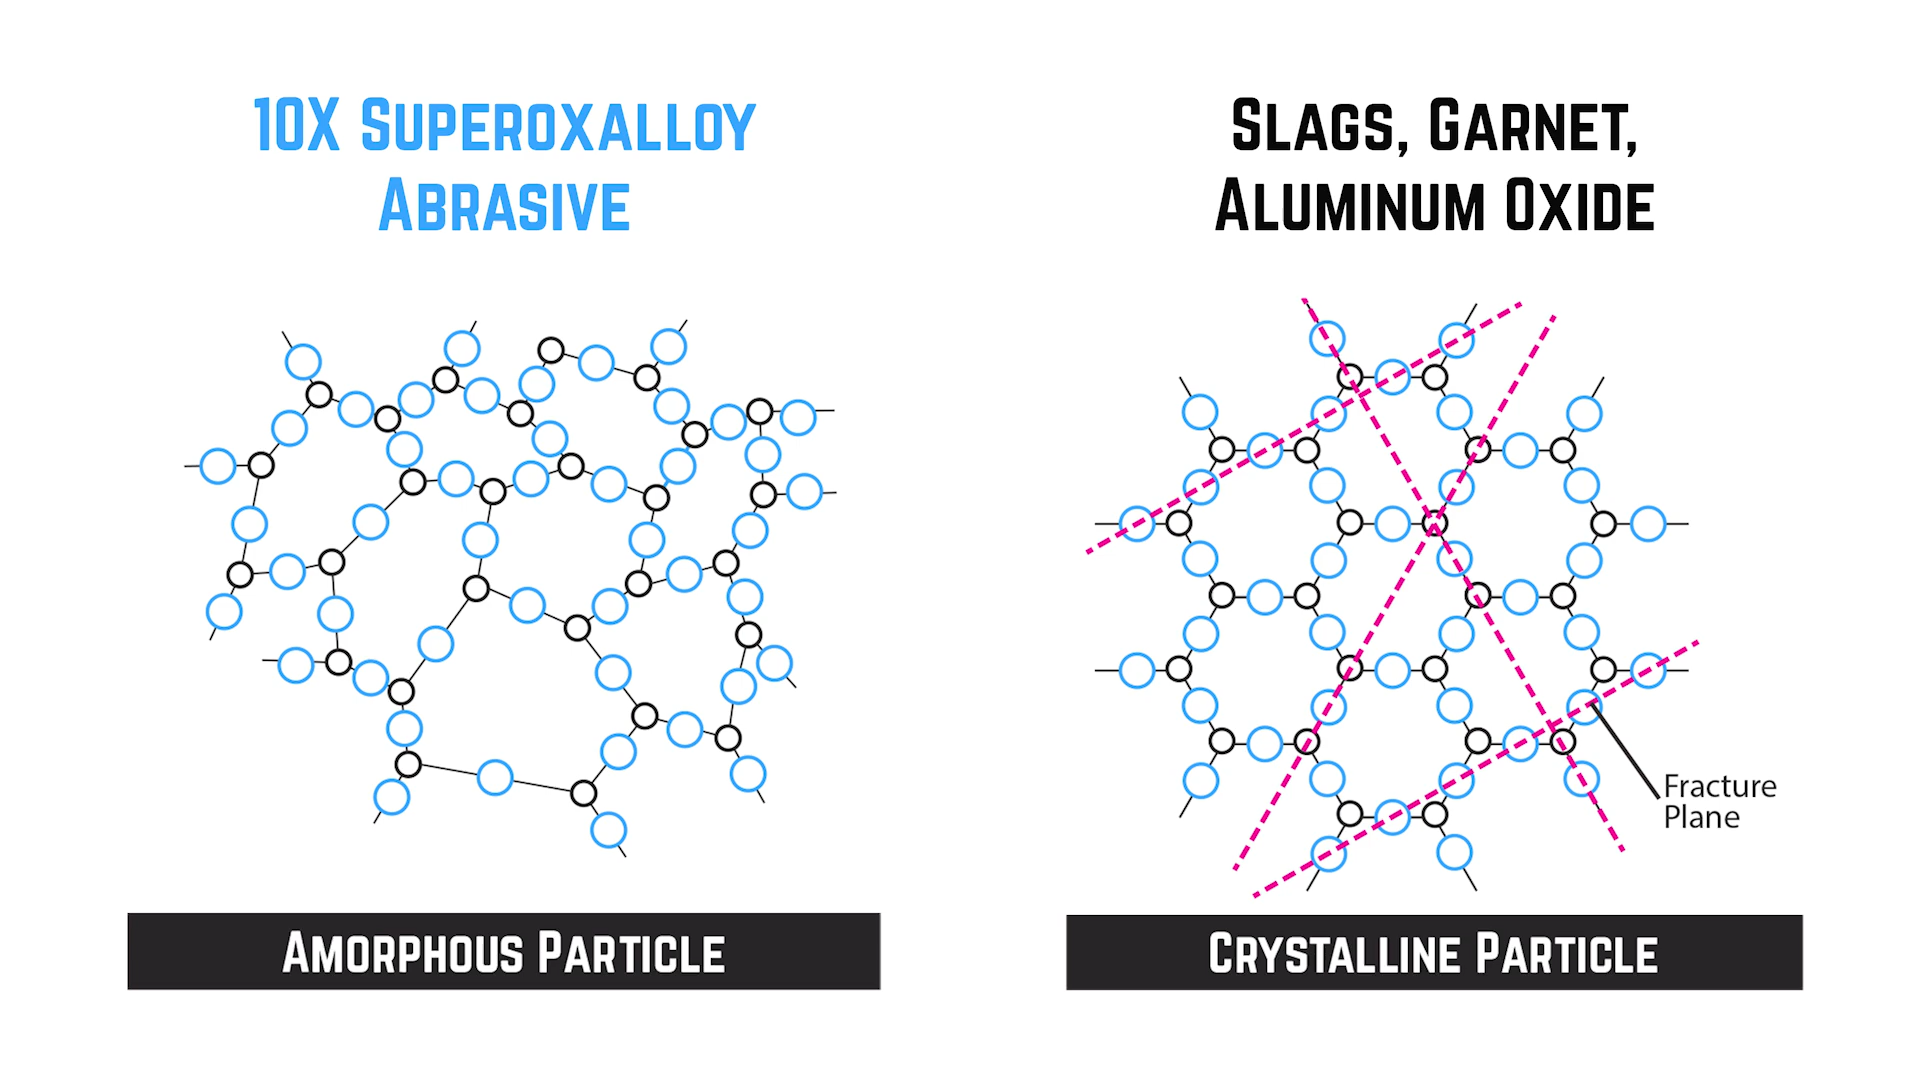 10X Superoxalloy
Abrasive
Slags, Garnet,
Aluminum Oxide
Fracture
Plane
Amorphous Particle
Crystalline Particle